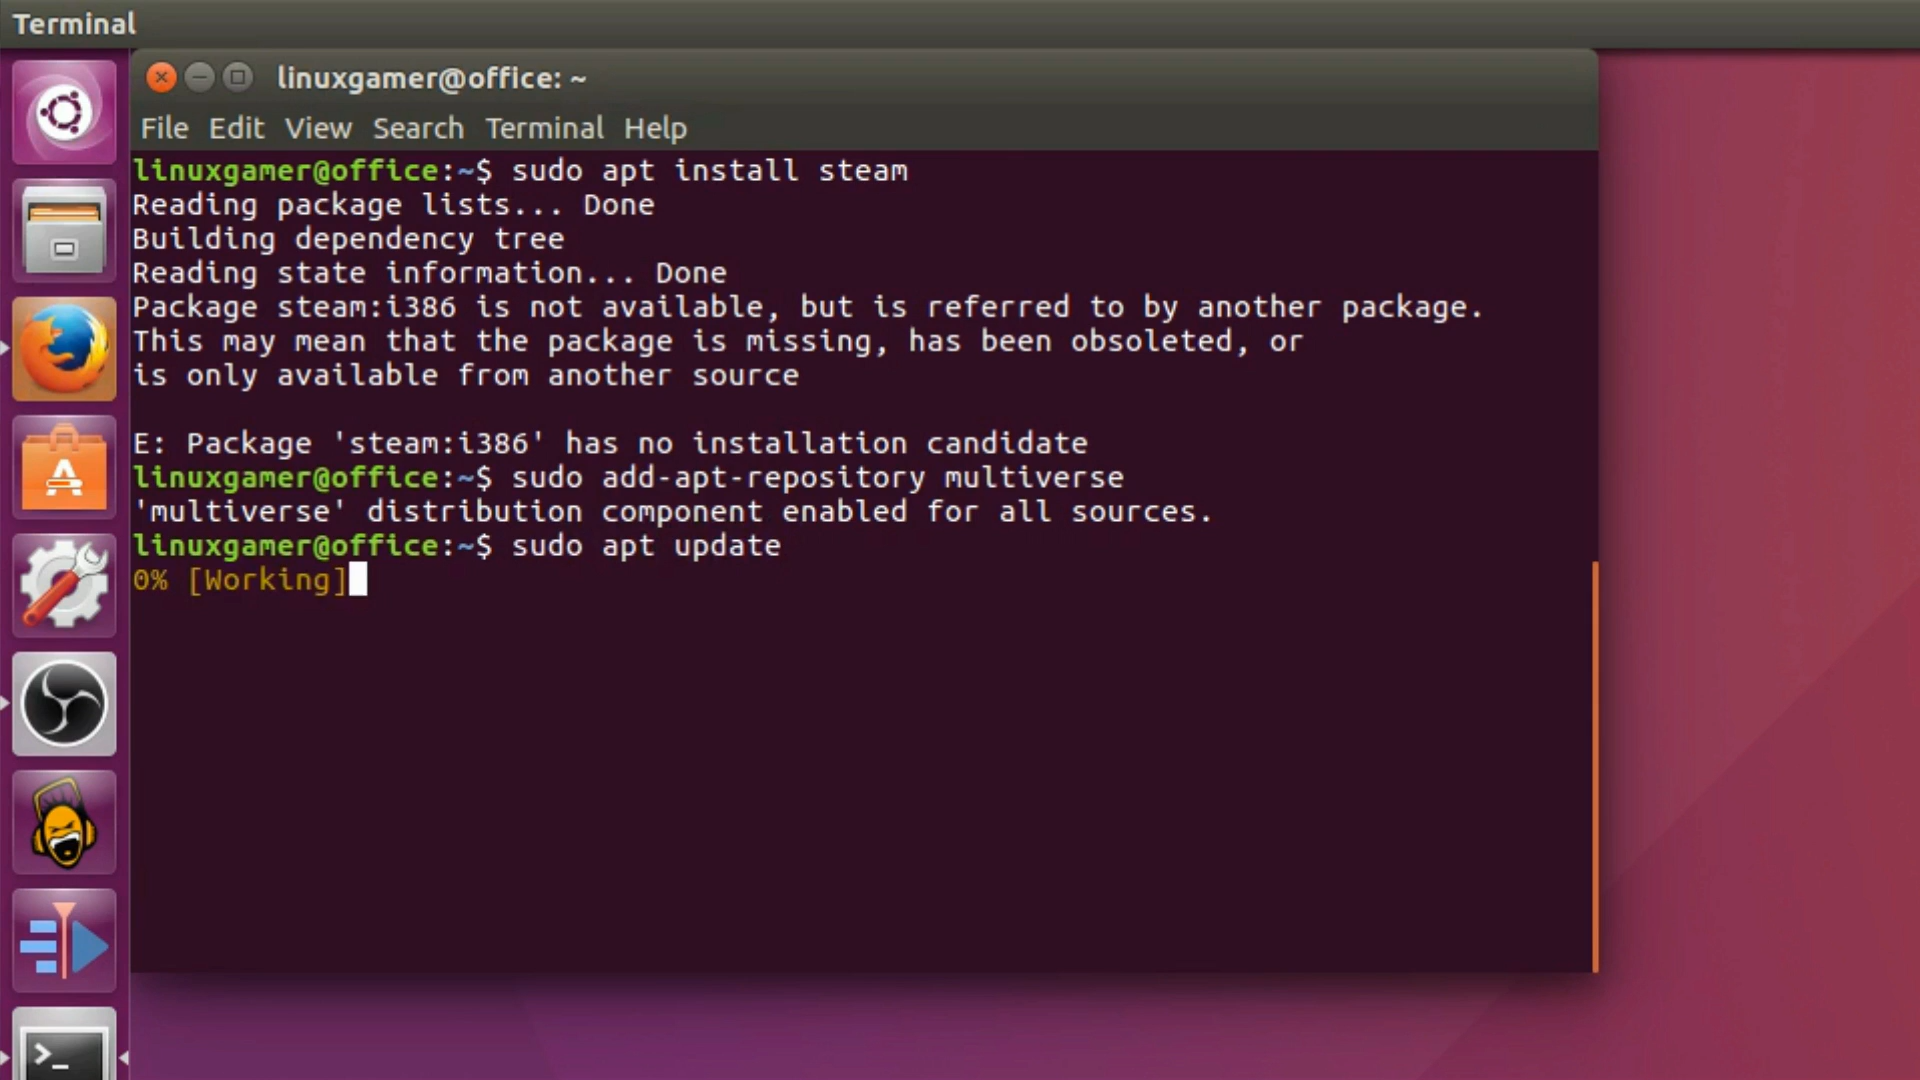 Terminal
linuxgamer@office: ~
File Edit View Search Terminal Help
linuxgamer@office:~$ sudo apt install steam
Reading package lists... Done
Building dependency tree
Reading state information... Done
Package steam:i386 is not available, but is referred to by another package.
This may mean that the package is missing, has been obsoleted, or
is only available from another source
E: Package 'steam:i386' has no installation candidate
linuxgamer@office:~$ sudo add-apt-repository multiverse
'multiverse' distribution component enabled for all sources.
linuxgamer@office:~$ sudo apt update
0% [Working]